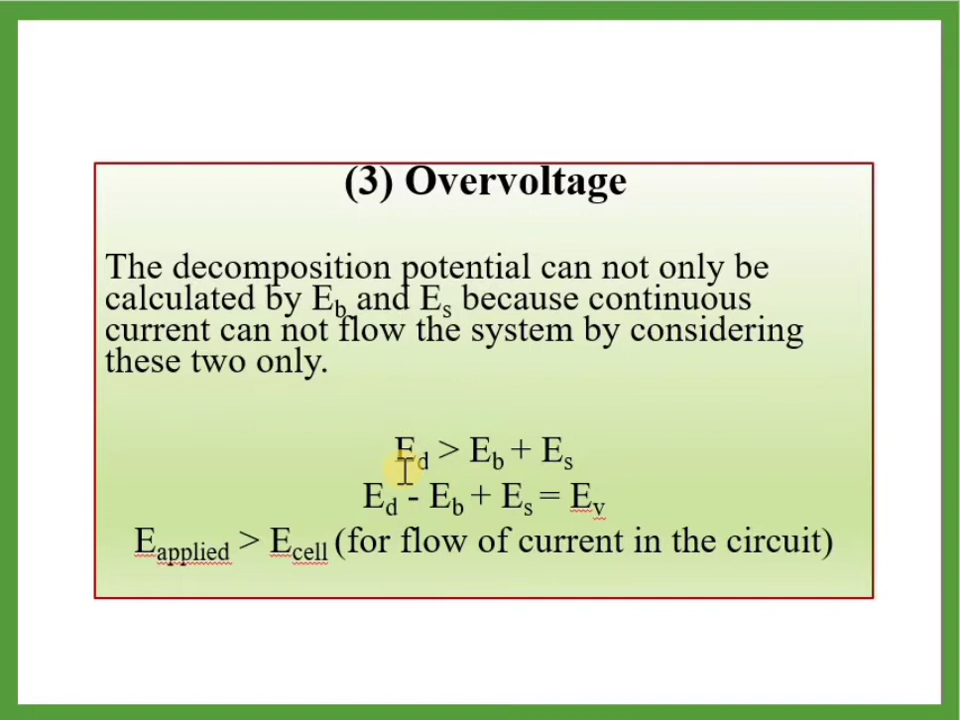 (3) Overvoltage
The decomposition potential can not only be
calculated by E_b and E_s because continuous
current can not flow the system by considering
these two only.
E_d > E_b + E_s
E_d - E_b + E_s = E_v
E_applied > E_cell (for flow of current in the circuit)